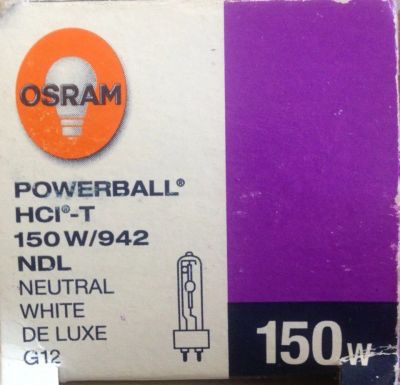 OSRAM
POWERBALL®
HCI®-T
150 W/942
NDL
NEUTRAL
WHITE
DE LUXE
G12
150W